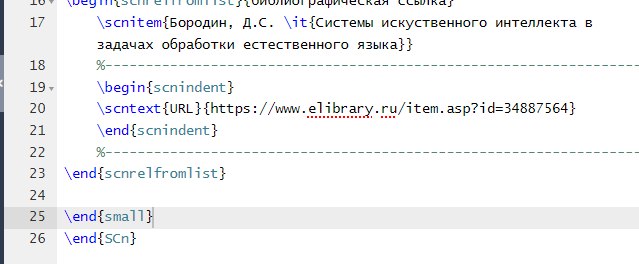 16 \begin{scnrelfromlist}{библиографическая ссылка}
17 \scnitem{Бородин, Д.С. \it{Системы искуственного интеллекта в
задачах обработки естественного языка}}
18 %------------------------------------------------------------------
19 \begin{scnindent}
20 \scntext{URL}{https://www.elibrary.ru/item.asp?id=34887564}
21 \end{scnindent}
22 %------------------------------------------------------------------
23 \end{scnrelfromlist}
24
25 \end{small}
26 \end{SCn}